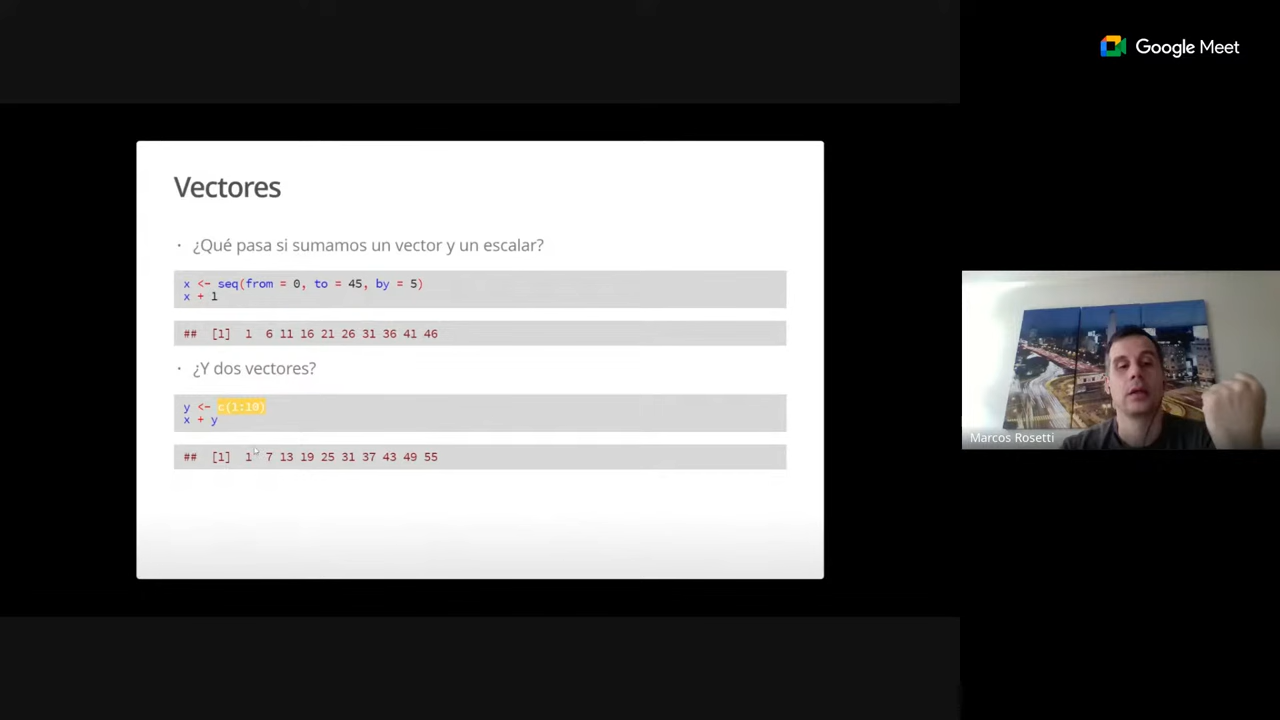 Google Meet
Vectores
· ¿Qué pasa si sumamos un vector y un escalar?
x <- seq(from = 0, to = 45, by = 5)
x + 1
## [1] 1 6 11 16 21 26 31 36 41 46
· ¿Y dos vectores?
y <- c(1:10)
x + y
## [1] 1 7 13 19 25 31 37 43 49 55
Marcos Rosetti